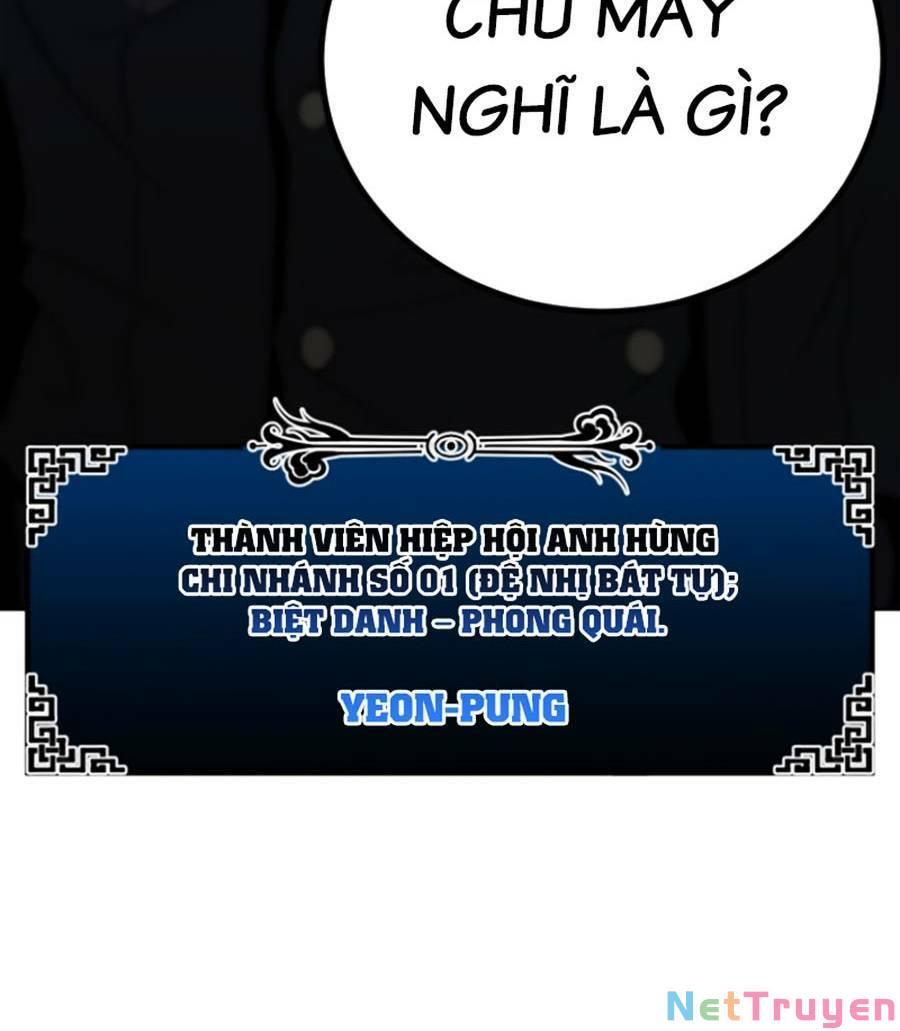 CHỨ MÀY
NGHĨ LÀ GÌ?
THÀNH VIÊN HIỆP HỘI ANH HÙNG
CHI NHÁNH SỐ 01 (ĐỆ NHỊ BÁT TỰ);
BIỆT DANH – PHONG QUÁI.
YEON-PUNG
NetTruyen